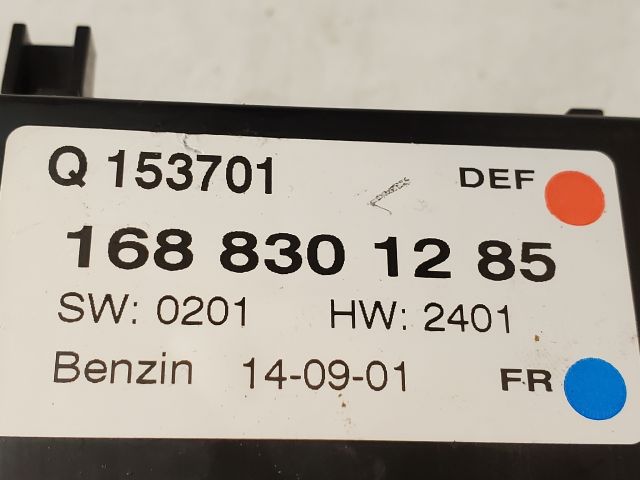 Q 153701 DEF
168 830 12 85
SW: 0201 HW: 2401
Benzin 14-09-01 FR